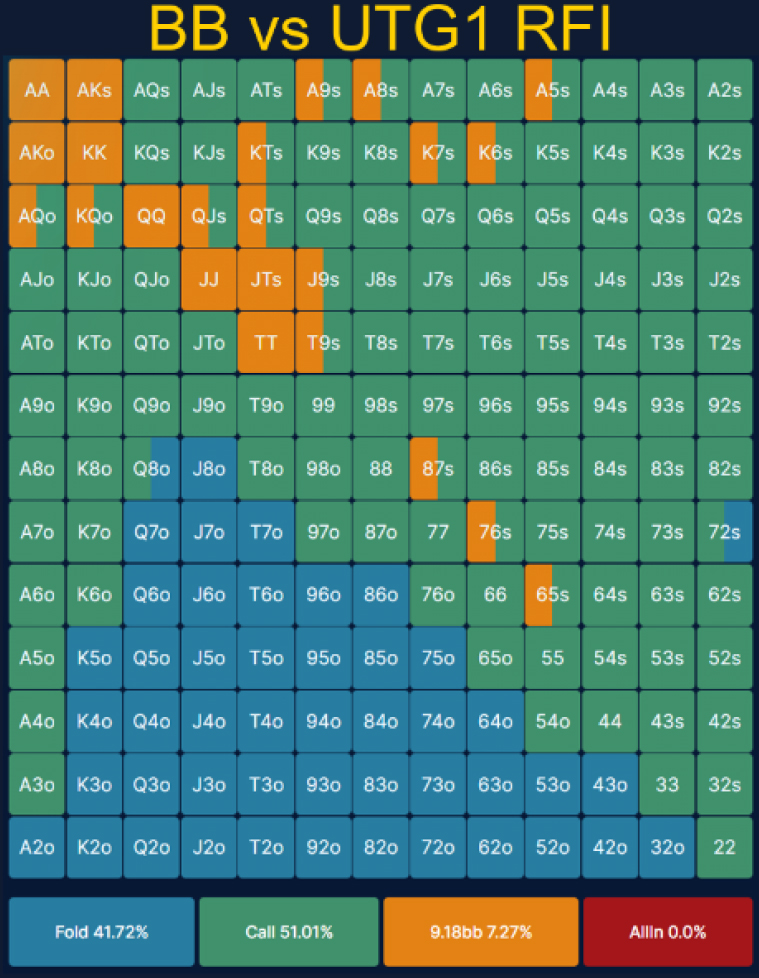 BB vs UTG1 RFI
AA AKs AQs AJs ATs A9s A8s A7s A6s A5s A4s A3s A2s
AKo KK KQs KJs KTs K9s K8s K7s K6s K5s K4s K3s K2s
AQo KQo QQ QJs QTs Q9s Q8s Q7s Q6s Q5s Q4s Q3s Q2s
AJo KJo QJo JJ JTs J9s J8s J7s J6s J5s J4s J3s J2s
ATo KTo QTo JTo TT T9s T8s T7s T6s T5s T4s T3s T2s
A9o K9o Q9o J9o T9o 99 98s 97s 96s 95s 94s 93s 92s
A8o K8o Q8o J8o T8o 98o 88 87s 86s 85s 84s 83s 82s
A7o K7o Q7o J7o T7o 97o 87o 77 76s 75s 74s 73s 72s
A6o K6o Q6o J6o T6o 96o 86o 76o 66 65s 64s 63s 62s
A5o K5o Q5o J5o T5o 95o 85o 75o 65o 55 54s 53s 52s
A4o K4o Q4o J4o T4o 94o 84o 74o 64o 54o 44 43s 42s
A3o K3o Q3o J3o T3o 93o 83o 73o 63o 53o 43o 33 32s
A2o K2o Q2o J2o T2o 92o 82o 72o 62o 52o 42o 32o 22
Fold 41.72% Call 51.01% 9.18bb 7.27% AllIn 0.0%